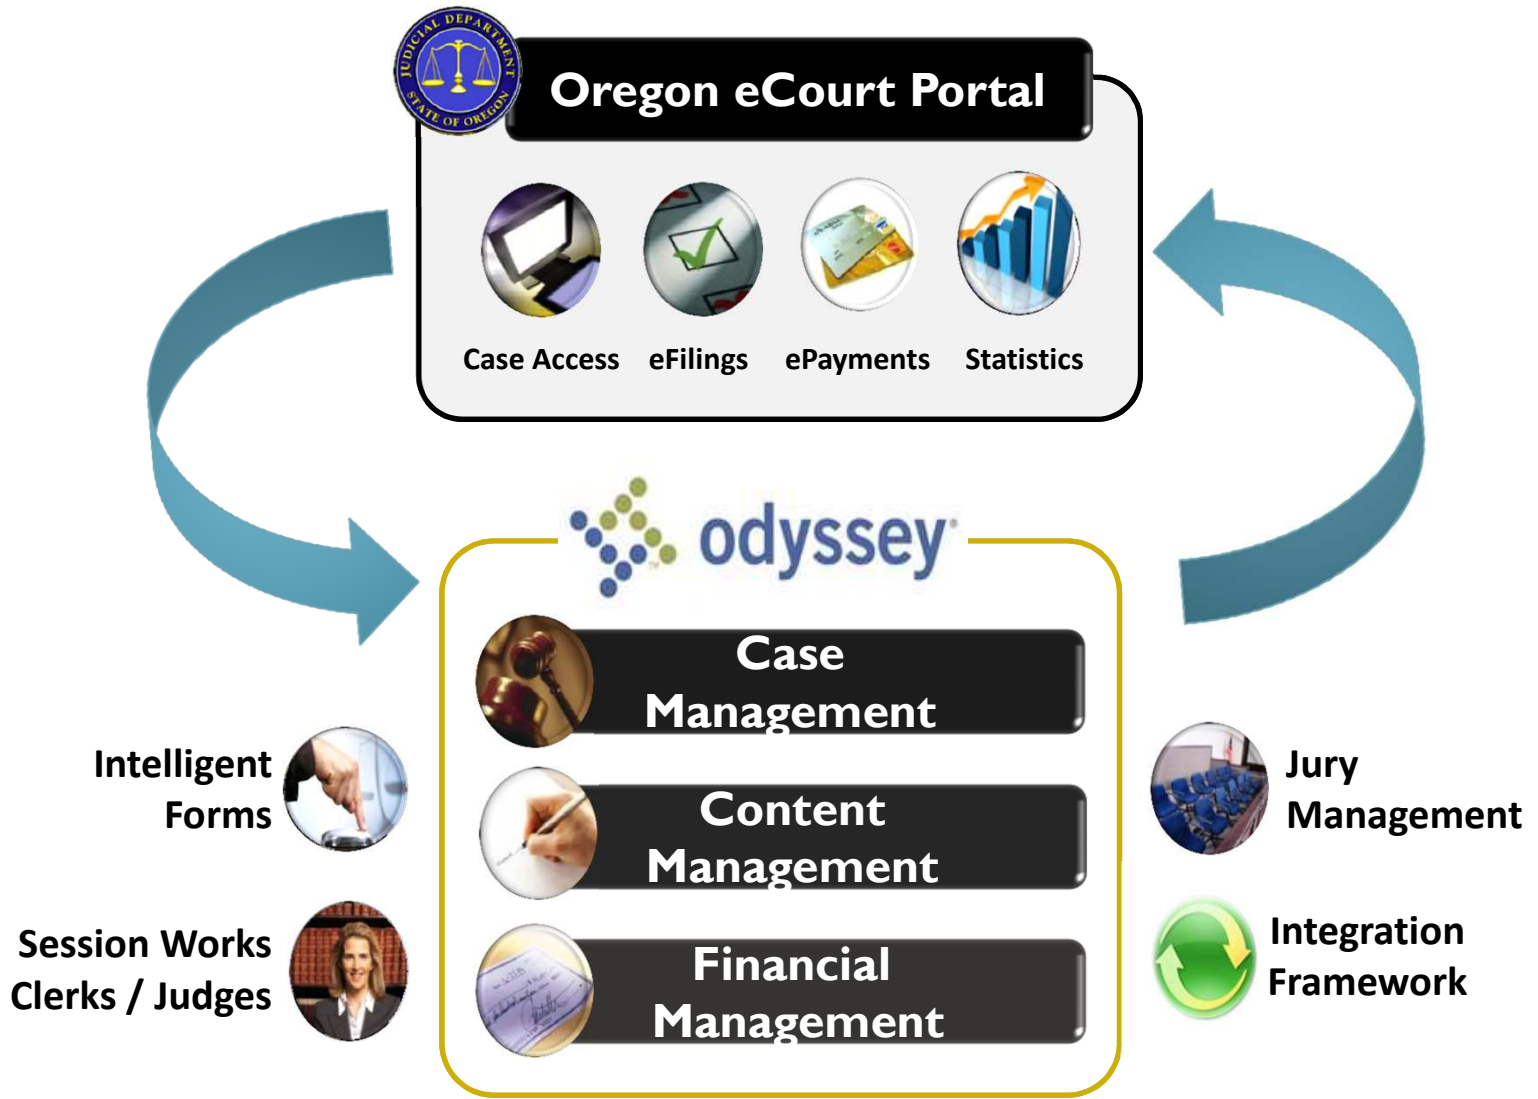 JUDICIAL DEPARTMENT
STATE OF OREGON
Oregon eCourt Portal
Case Access
eFilings
ePayments
Statistics
odyssey
TM
Case
Management
Content
Management
Financial
Management
Intelligent
Forms
Session Works
Clerks / Judges
Jury
Management
Integration
Framework